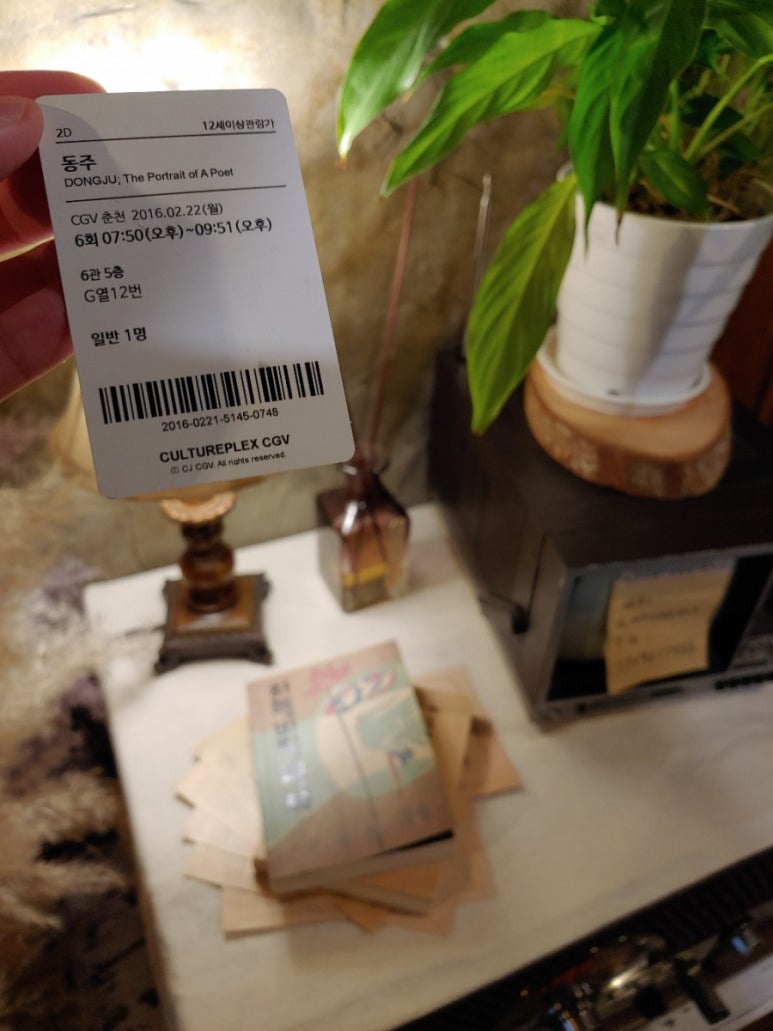 2D 12세이상관람가
동주
DONGJU; The Portrait of A Poet
CGV 춘천 2016.02.22(월)
6회 07:50(오후)~09:51(오후)
6관 5층
G열12번
일반 1명
2016-0221-5145-0748
CULTUREPLEX CGV
ⓒ CJ CGV. All rights reserved.